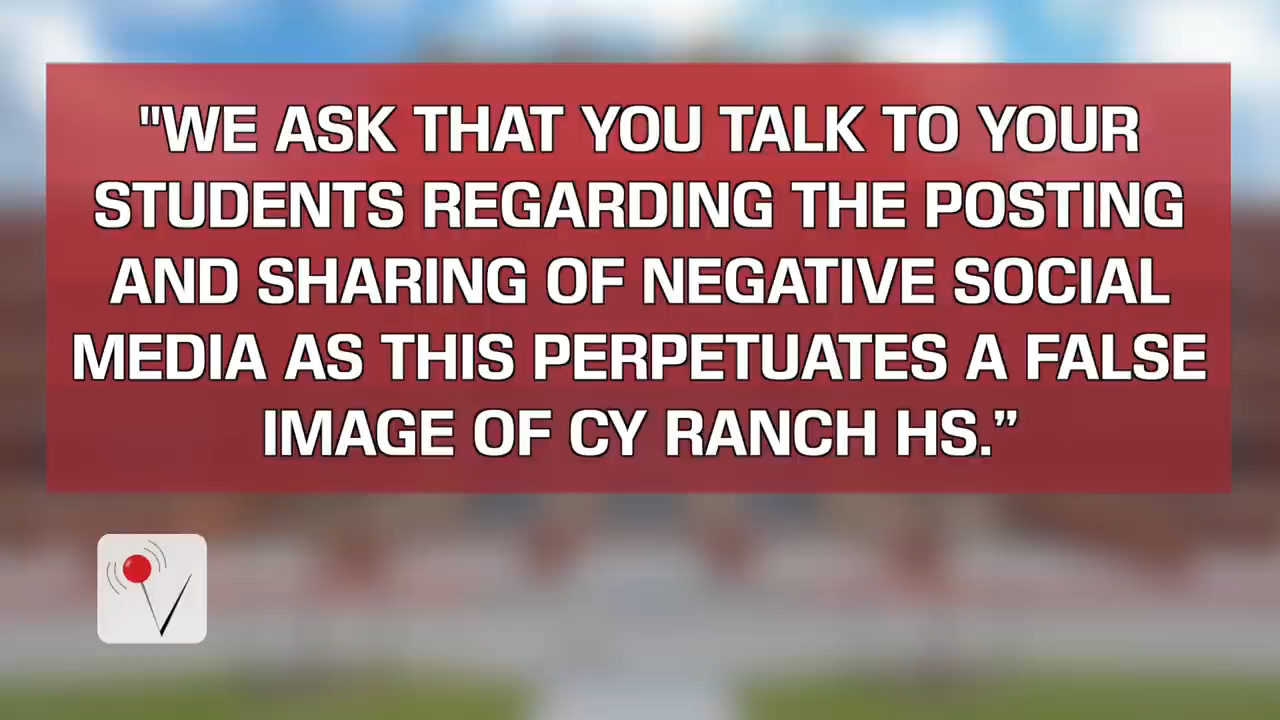 "WE ASK THAT YOU TALK TO YOUR
STUDENTS REGARDING THE POSTING
AND SHARING OF NEGATIVE SOCIAL
MEDIA AS THIS PERPETUATES A FALSE
IMAGE OF CY RANCH HS.”